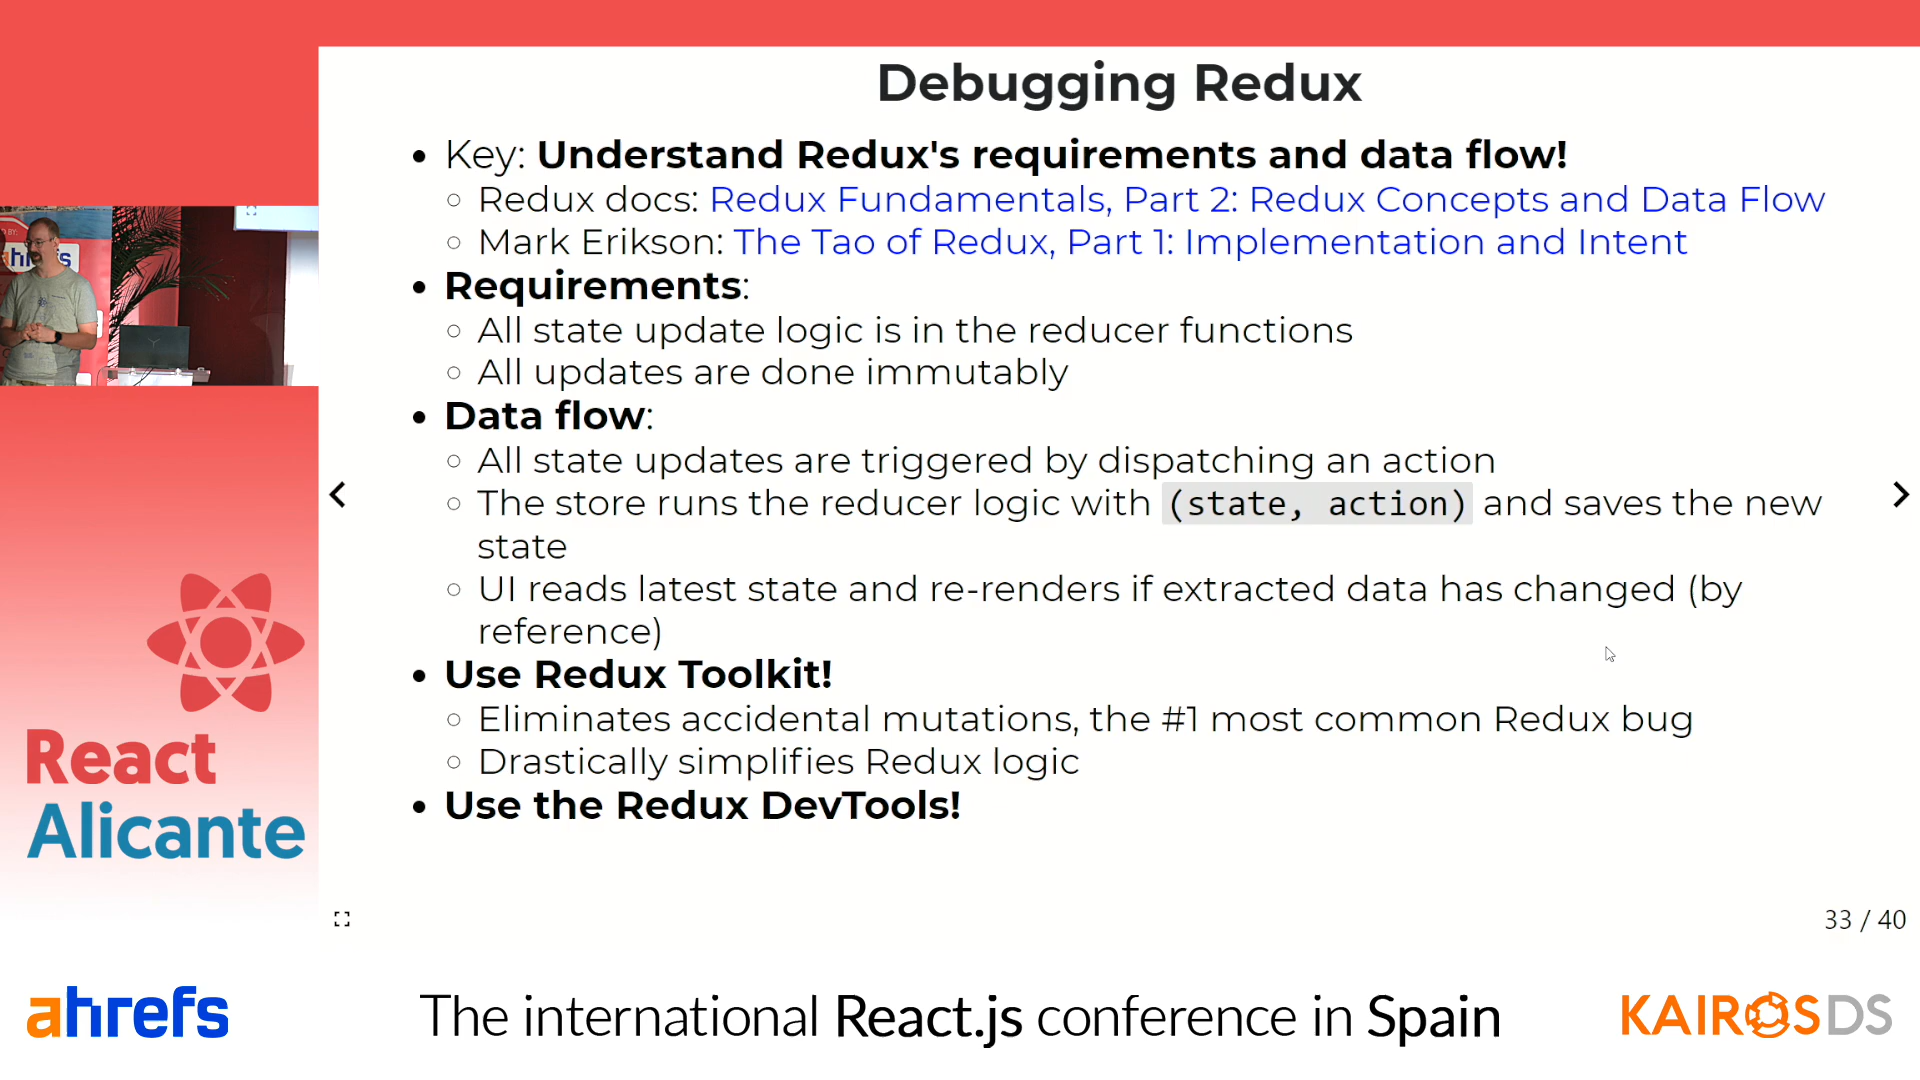 Debugging Redux
Key: Understand Redux's requirements and data flow!
Redux docs: Redux Fundamentals, Part 2: Redux Concepts and Data Flow
Mark Erikson: The Tao of Redux, Part 1: Implementation and Intent
Requirements:
All state update logic is in the reducer functions
All updates are done immutably
Data flow:
All state updates are triggered by dispatching an action
The store runs the reducer logic with (state, action) and saves the new
state
UI reads latest state and re-renders if extracted data has changed (by
reference)
Use Redux Toolkit!
Eliminates accidental mutations, the #1 most common Redux bug
Drastically simplifies Redux logic
Use the Redux DevTools!
33 / 40
React
Alicante
ahrefs
The international React.js conference in Spain
KAIROSDS